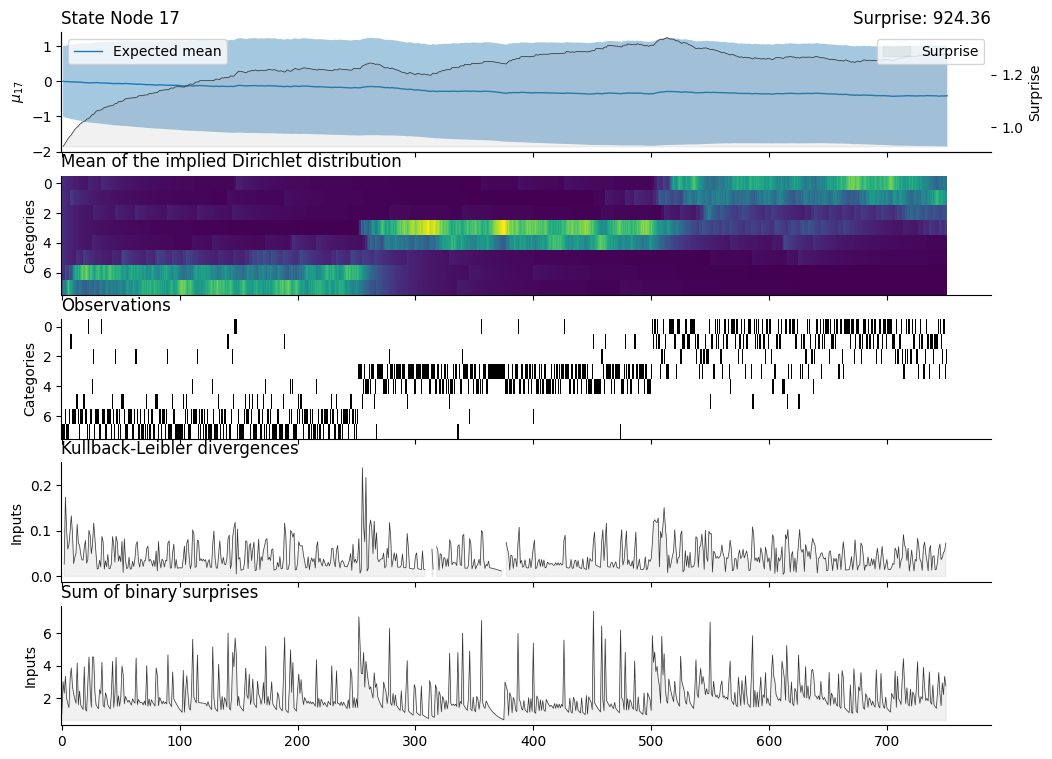 State Node 17 Surprise: 924.36
Expected mean
Surprise
1
0
−1
−2
μ17
1.2
1.0
Surprise
Mean of the implied Dirichlet distribution
0
2
4
6
Categories
Observations
0
2
4
6
Categories
Kullback-Leibler divergences
0.2
0.1
0.0
Inputs
Sum of binary surprises
6
4
2
Inputs
0 100 200 300 400 500 600 700